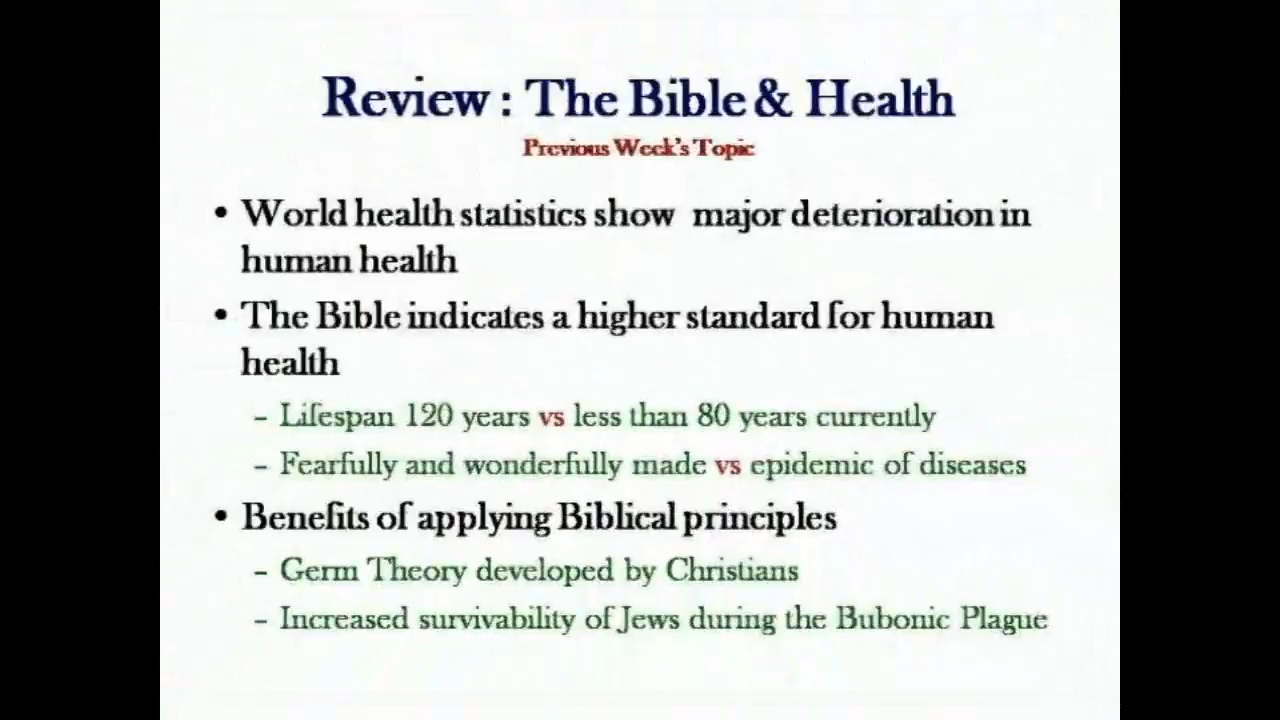 Review : The Bible & Health
Previous Week's Topic
• World health statistics show major deterioration in
human health
• The Bible indicates a higher standard for human
health
– Lifespan 120 years vs less than 80 years currently
– Fearfully and wonderfully made vs epidemic of diseases
• Benefits of applying Biblical principles
– Germ Theory developed by Christians
– Increased survivability of Jews during the Bubonic Plague